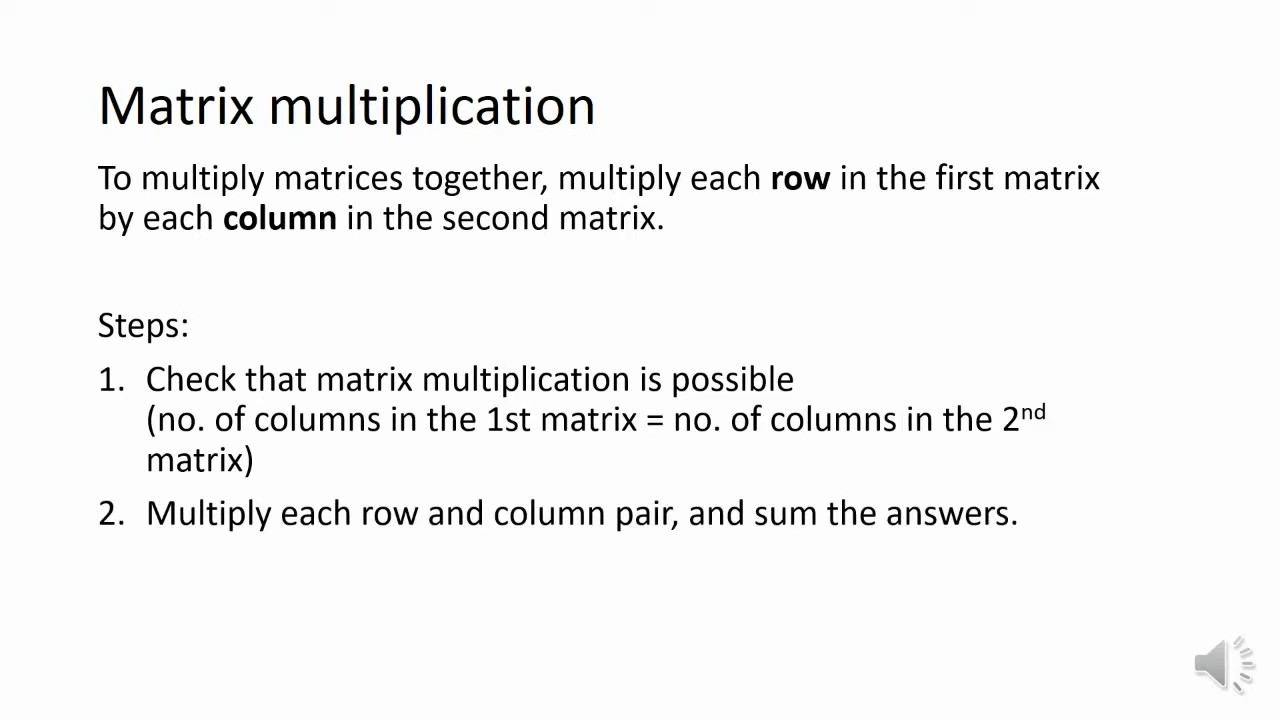 Matrix multiplication
To multiply matrices together, multiply each row in the first matrix
by each column in the second matrix.
Steps:
1. Check that matrix multiplication is possible
(no. of columns in the 1st matrix = no. of columns in the 2nd
matrix)
2. Multiply each row and column pair, and sum the answers.